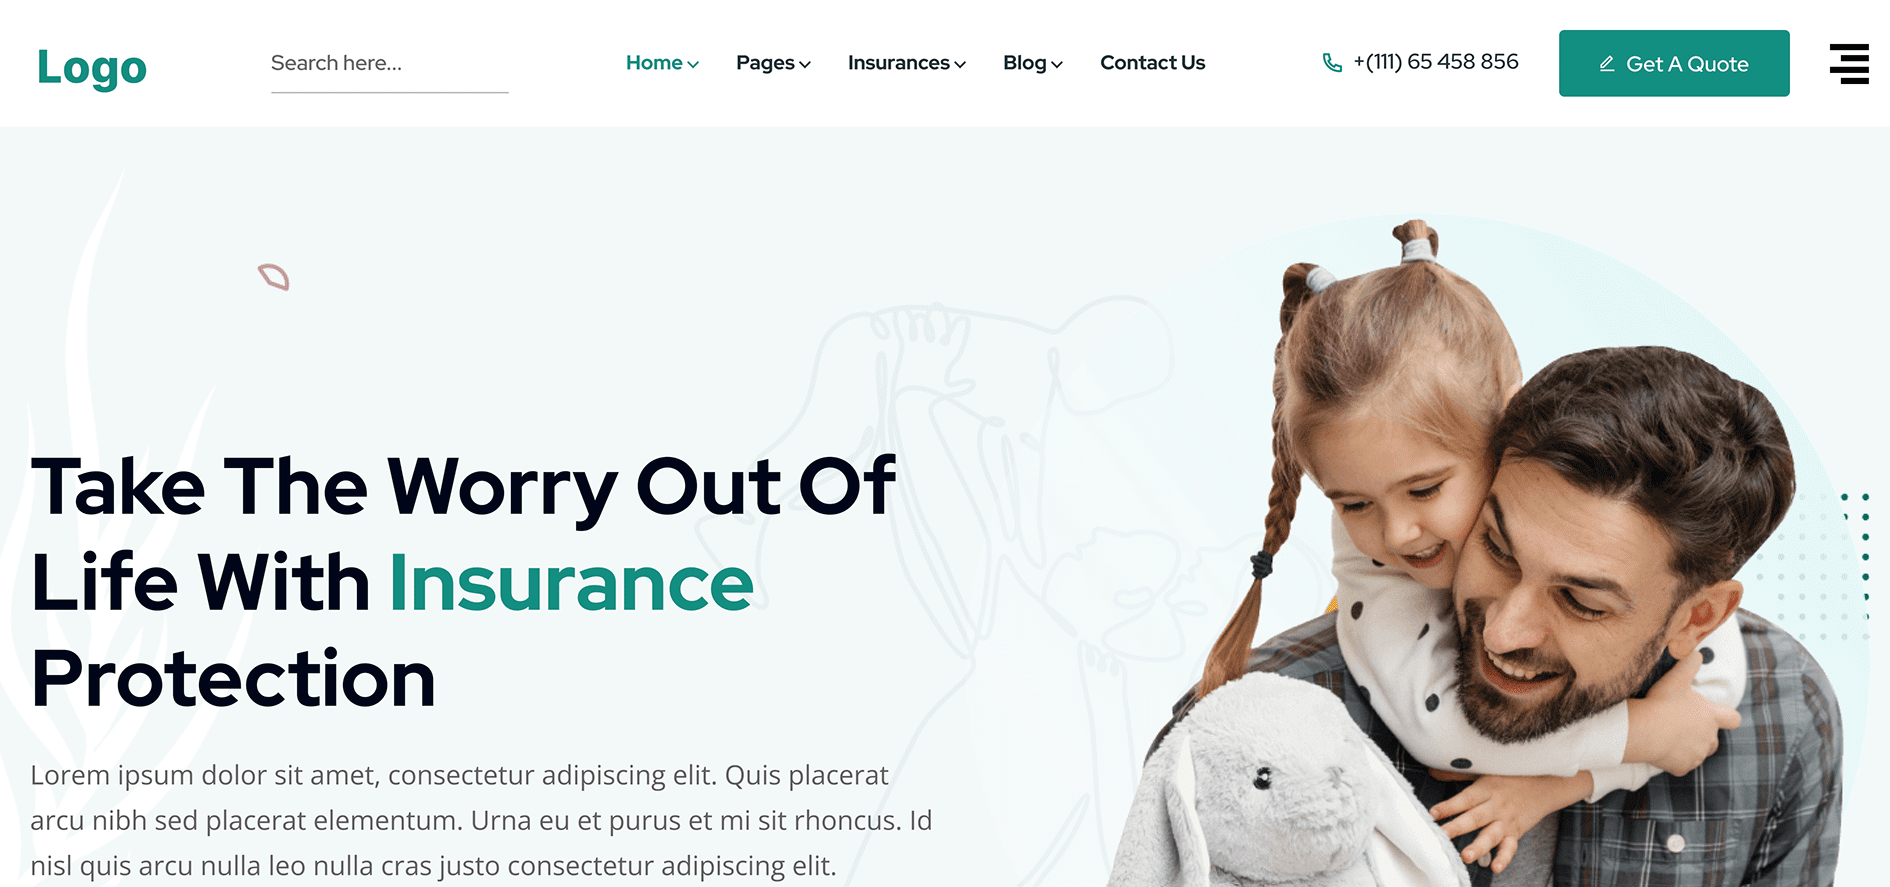 Logo
Search here...
Home
Pages
Insurances
Blog
Contact Us
+(111) 65 458 856
Get A Quote
Take The Worry Out Of
Life With Insurance
Protection
Lorem ipsum dolor sit amet, consectetur adipiscing elit. Quis placerat
arcu nibh sed placerat elementum. Urna eu et purus et mi sit rhoncus. Id
nisl quis arcu nulla leo nulla cras justo consectetur adipiscing elit.